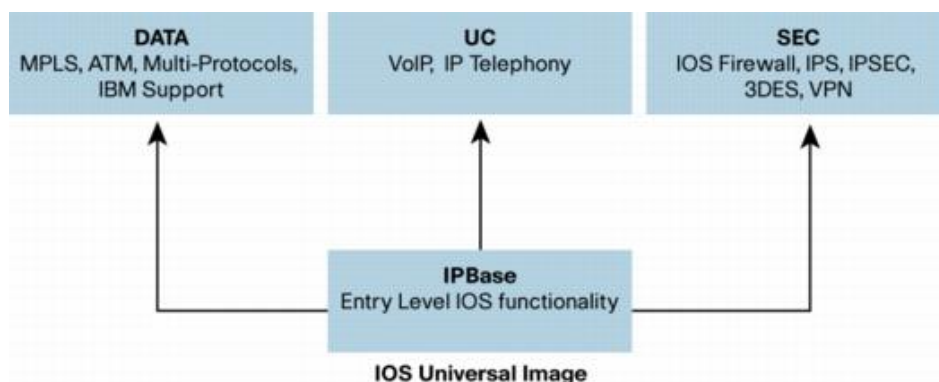 DATA
MPLS, ATM, Multi-Protocols,
IBM Support
UC
VoIP, IP Telephony
SEC
IOS Firewall, IPS, IPSEC,
3DES, VPN
IPBase
Entry Level IOS functionality
IOS Universal Image